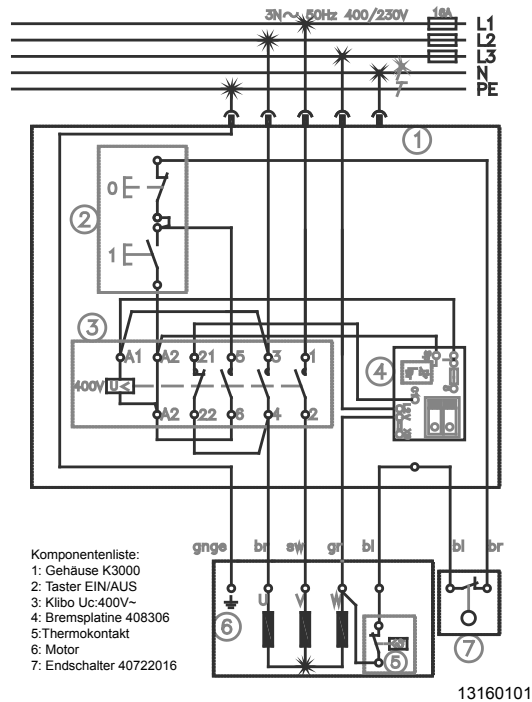 3N~ 50Hz 400/230V 16A L1
L2
L3
N
PE
1
0
2
1
3
A1 A2 21 5 3 1
400V U<
4
A2 22 6 4 2
gnge br sw gr bl bl br
U V W
6
5
7
Komponentenliste:
1: Gehäuse K3000
2: Taster EIN/AUS
3: Klibo Uc:400V~
4: Bremsplatine 408306
5:Thermokontakt
6: Motor
7: Endschalter 40722016
13160101